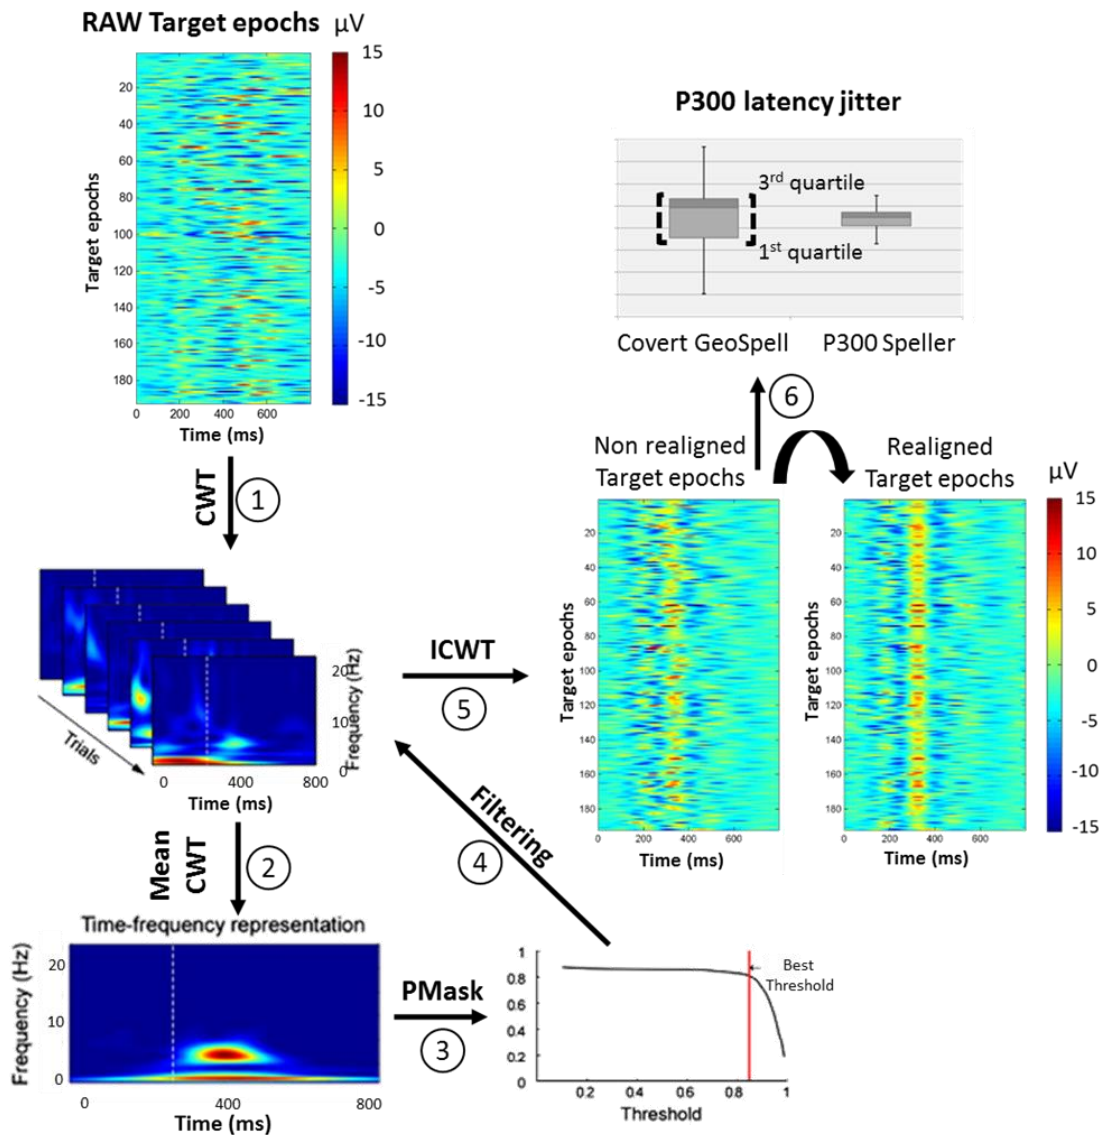 RAW Target epochs μV
15
10
5
0
-5
-10
-15
20
40
60
80
100
120
140
160
180
Target epochs
0 200 400 600
Time (ms)
P300 latency jitter
3rd quartile
1st quartile
Covert GeoSpell P300 Speller
6
CWT
1
Non realigned
Target epochs
Realigned
Target epochs
μV
15
10
5
0
-5
-10
-15
20
40
60
80
100
120
140
160
180
Target epochs
0 200 400 600
Time (ms)
20
40
60
80
100
120
140
160
180
Target epochs
0 200 400 600
Time (ms)
20
10
0
Frequency (Hz)
Trials
0 400 800
Time (ms)
ICWT
5
Filtering
4
Mean
CWT
2
Time-frequency representation
20
10
0
Frequency (Hz)
0 400 800
Time (ms)
PMask
3
1
0.8
0.6
0.4
0.2
0
Best
Threshold
0.2 0.4 0.6 0.8 1
Threshold